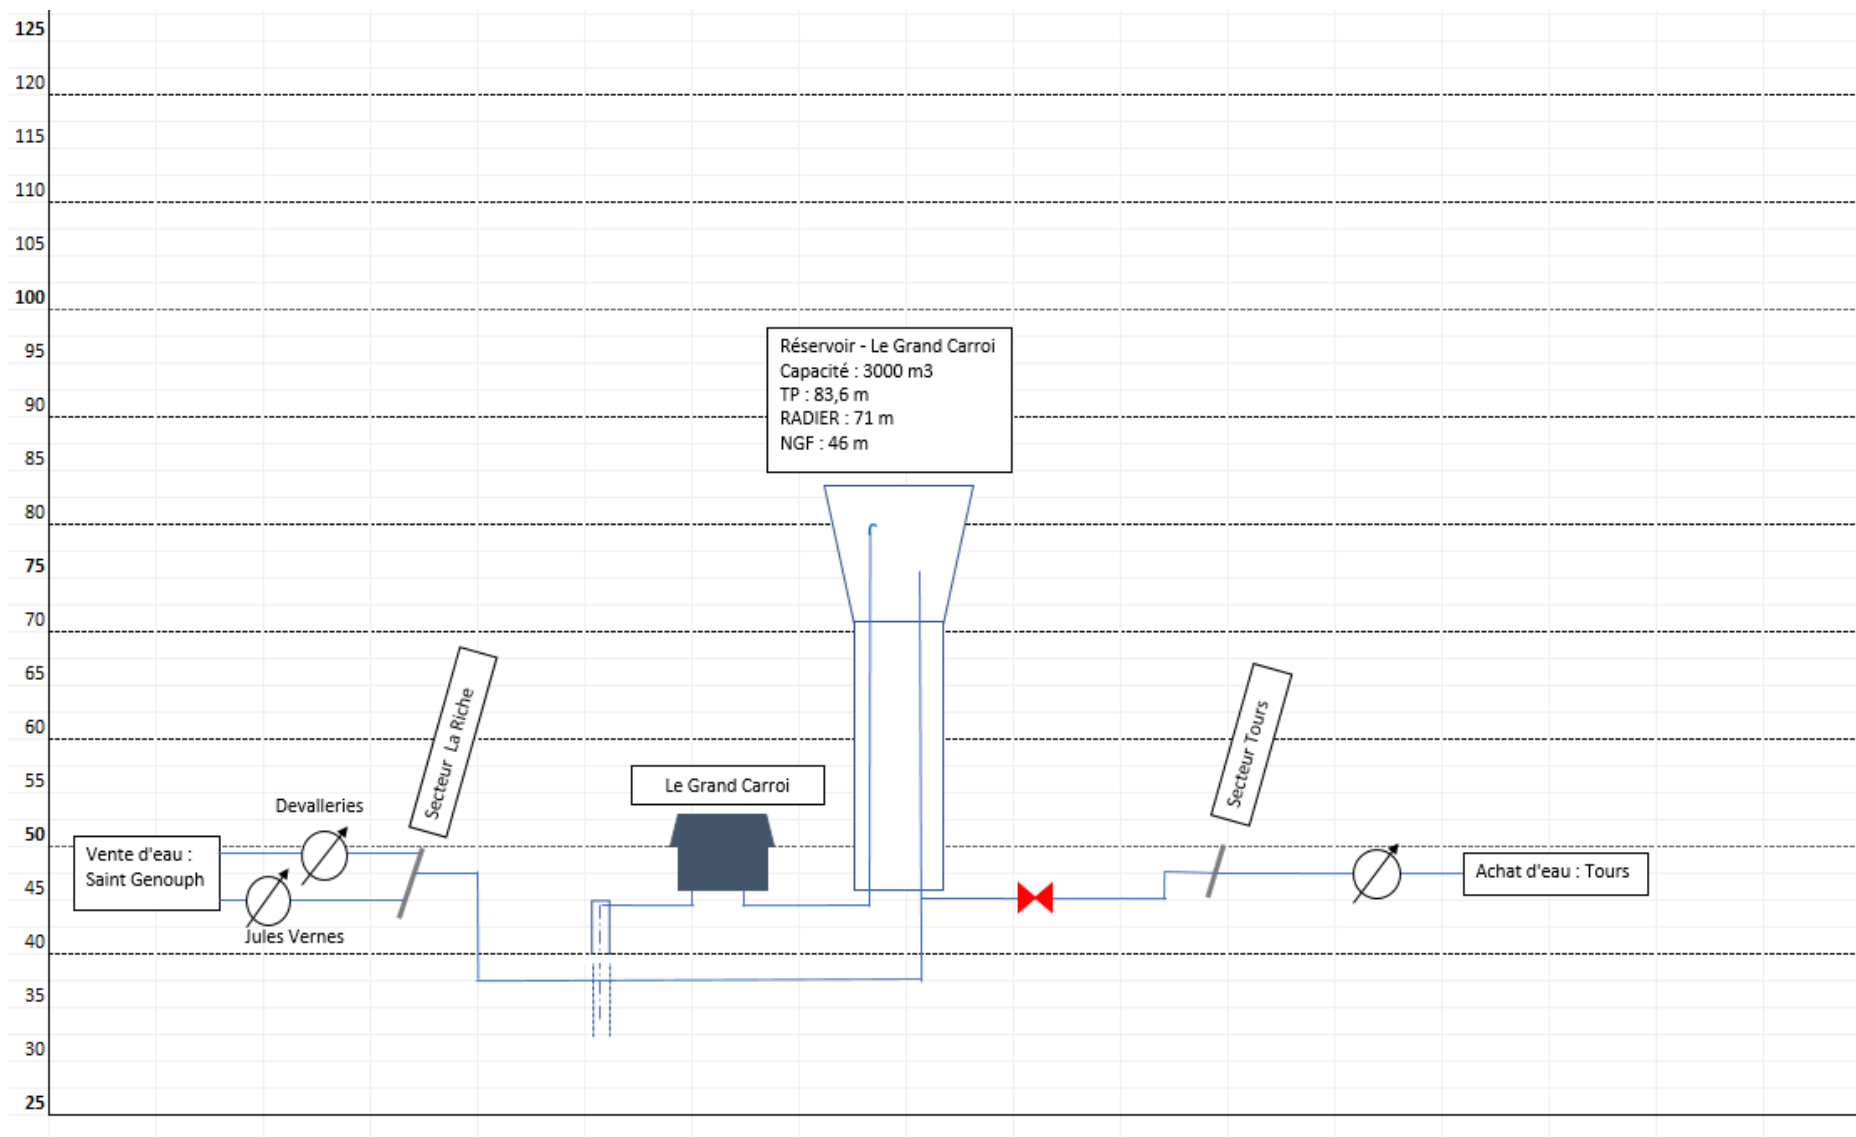 125
120
115
110
105
100
95
90
85
80
75
70
65
60
55
50
45
40
35
30
25
Réservoir - Le Grand Carroi
Capacité : 3000 m3
TP : 83,6 m
RADIER : 71 m
NGF : 46 m
Secteur La Riche
Secteur Tours
Le Grand Carroi
Devalleries
Vente d'eau :
Saint Genouph
Jules Vernes
Achat d'eau : Tours